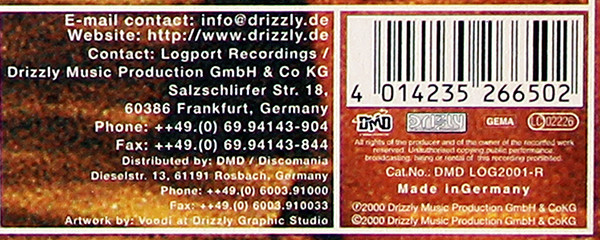 E-mail contact: info@drizzly.de
Website: http://www.drizzly.de
Contact: Logport Recordings /
Drizzly Music Production GmbH & Co KG
Salzschlirfer Str. 18,
60386 Frankfurt, Germany
Phone: ++49.(0) 69.94143-904
Fax: ++49.(0) 69.94143-844
Distributed by: DMD / Discomania
Dieselstr. 13, 61191 Rosbach, Germany
Phone: ++49.(0) 6003.91000
Fax: ++49.(0) 6003.910033
Artwork by: Voodi at Drizzly Graphic Studio
4 014235 266502
DMD DRIZZLY GEMA LC 02226
All rights of the producer and of the owner of the recorded work
reserved. Unauthorised copying public performance,
broadcasting, hiring or rental of this recording prohibited.
Cat.No.: DMD LOG2001-R
Made inGermany
℗2000 Drizzly Music Production GmbH & CoKG
©2000 Drizzly Music Production GmbH & CoKG